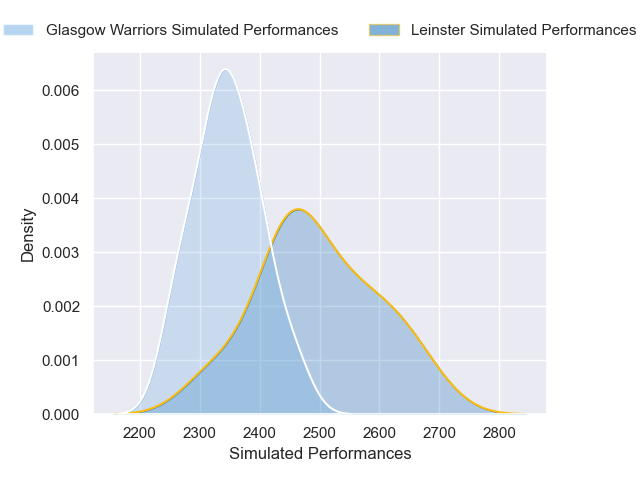 Glasgow Warriors Simulated Performances
Leinster Simulated Performances
0.006
0.005
0.004
0.003
0.002
0.001
0.000
Density
2200 2300 2400 2500 2600 2700 2800
Simulated Performances